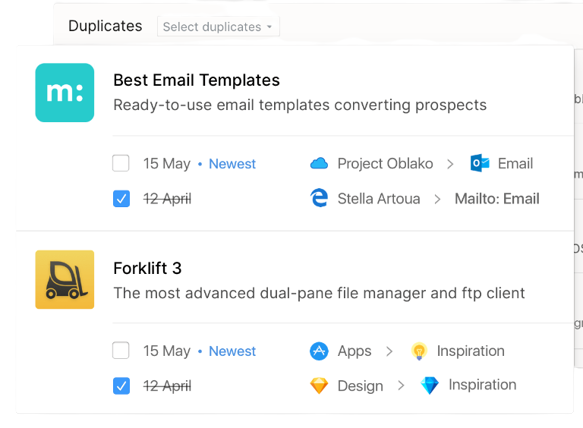 Duplicates Select duplicates
m:
Best Email Templates
Ready-to-use email templates converting prospects
15 May • Newest Project Oblako > Email
12 April Stella Artoua > Mailto: Email
Forklift 3
The most advanced dual-pane file manager and ftp client
15 May • Newest Apps > Inspiration
12 April Design > Inspiration